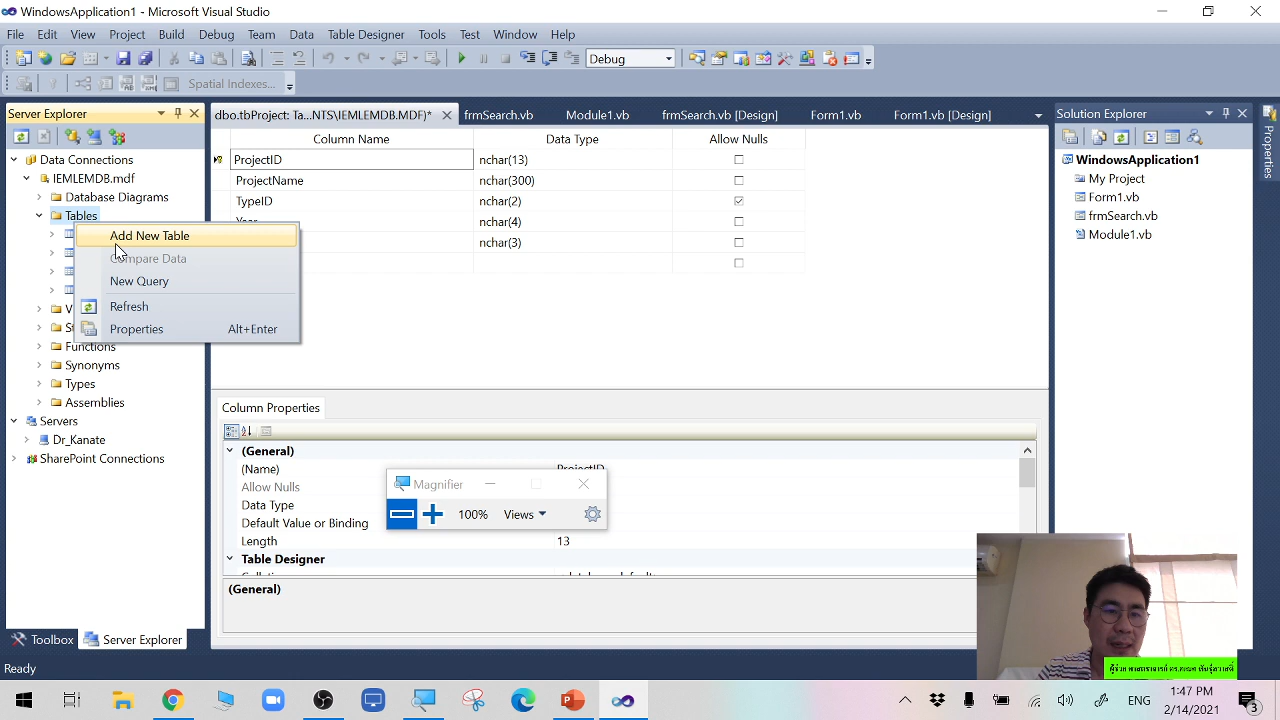 WindowsApplication1 - Microsoft Visual Studio
File Edit View Project Build Debug Team Data Table Designer Tools Test Window Help
Debug
Spatial Indexes...
Server Explorer
dbo.tbProject: Ta...NTS\IEMLEMDB.MDF)* frmSearch.vb Module1.vb frmSearch.vb [Design] Form1.vb Form1.vb [Design]
Solution Explorer
Properties
Data Connections
IEMLEMDB.mdf
Database Diagrams
Tables
Functions
Synonyms
Types
Assemblies
Servers
Dr_Kanate
SharePoint Connections
Add New Table
Compare Data
New Query
Refresh
Properties Alt+Enter
Column Name Data Type Allow Nulls
ProjectID nchar(13)
ProjectName nchar(300)
TypeID nchar(2)
Year nchar(4)
nchar(3)
WindowsApplication1
My Project
Form1.vb
frmSearch.vb
Module1.vb
Column Properties
(General)
(Name) ProjectID
Allow Nulls
Data Type
Default Value or Binding
Length 13
Table Designer
(General)
Magnifier
100% Views
Toolbox Server Explorer
Ready
ENG
1:47 PM
2/14/2021
3